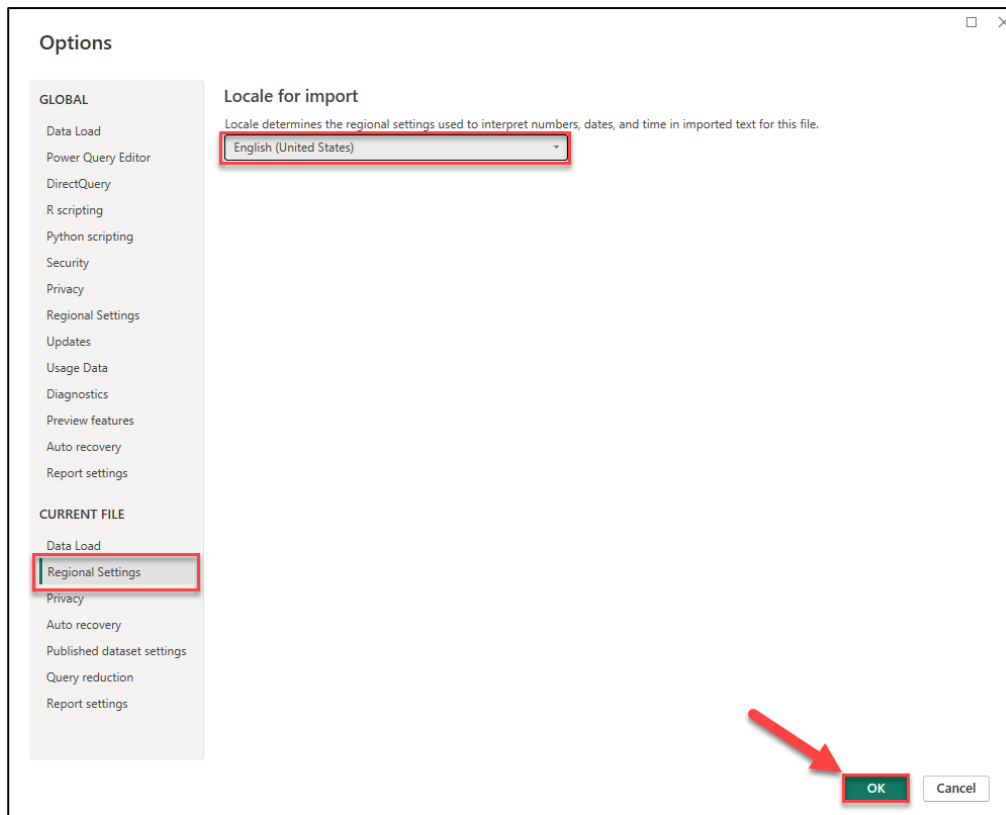 Options
GLOBAL
Data Load
Power Query Editor
DirectQuery
R scripting
Python scripting
Security
Privacy
Regional Settings
Updates
Usage Data
Diagnostics
Preview features
Auto recovery
Report settings
CURRENT FILE
Data Load
Regional Settings
Privacy
Auto recovery
Published dataset settings
Query reduction
Report settings
Locale for import
Locale determines the regional settings used to interpret numbers, dates, and time in imported text for this file.
English (United States)
OK
Cancel